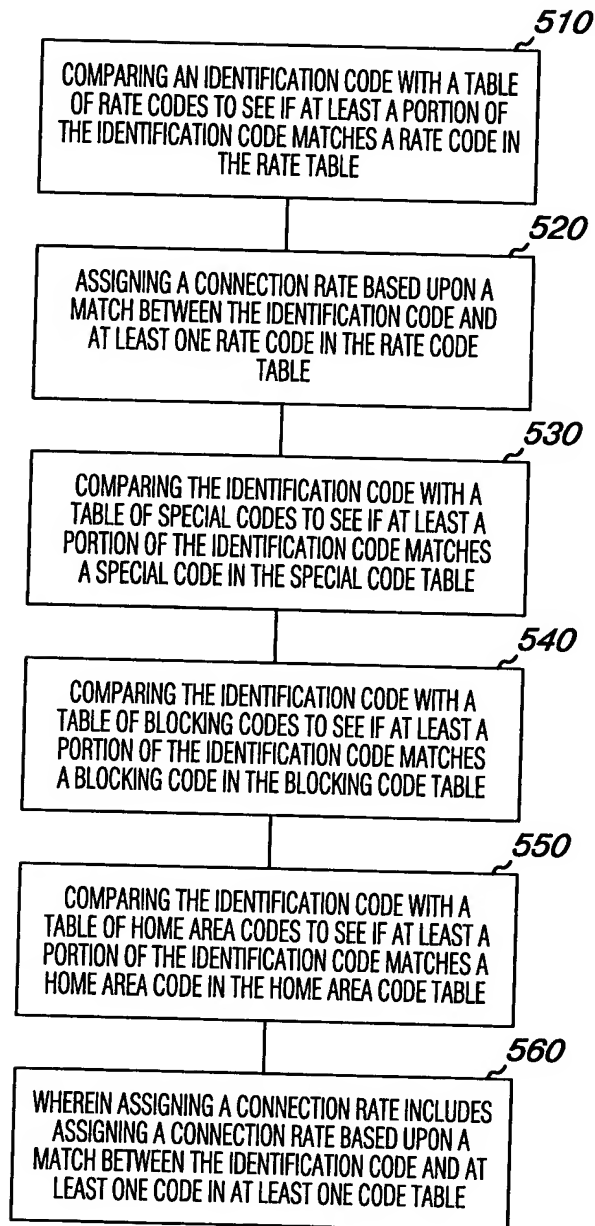 510
COMPARING AN IDENTIFICATION CODE WITH A TABLE
OF RATE CODES TO SEE IF AT LEAST A PORTION OF
THE IDENTIFICATION CODE MATCHES A RATE CODE IN
THE RATE TABLE
520
ASSIGNING A CONNECTION RATE BASED UPON A
MATCH BETWEEN THE IDENTIFICATION CODE AND
AT LEAST ONE RATE CODE IN THE RATE CODE
TABLE
530
COMPARING THE IDENTIFICATION CODE WITH A
TABLE OF SPECIAL CODES TO SEE IF AT LEAST A
PORTION OF THE IDENTIFICATION CODE MATCHES
A SPECIAL CODE IN THE SPECIAL CODE TABLE
540
COMPARING THE IDENTIFICATION CODE WITH A
TABLE OF BLOCKING CODES TO SEE IF AT LEAST A
PORTION OF THE IDENTIFICATION CODE MATCHES
A BLOCKING CODE IN THE BLOCKING CODE TABLE
550
COMPARING THE IDENTIFICATION CODE WITH A
TABLE OF HOME AREA CODES TO SEE IF AT LEAST A
PORTION OF THE IDENTIFICATION CODE MATCHES A
HOME AREA CODE IN THE HOME AREA CODE TABLE
560
WHEREIN ASSIGNING A CONNECTION RATE INCLUDES
ASSIGNING A CONNECTION RATE BASED UPON A
MATCH BETWEEN THE IDENTIFICATION CODE AND AT
LEAST ONE CODE IN AT LEAST ONE CODE TABLE